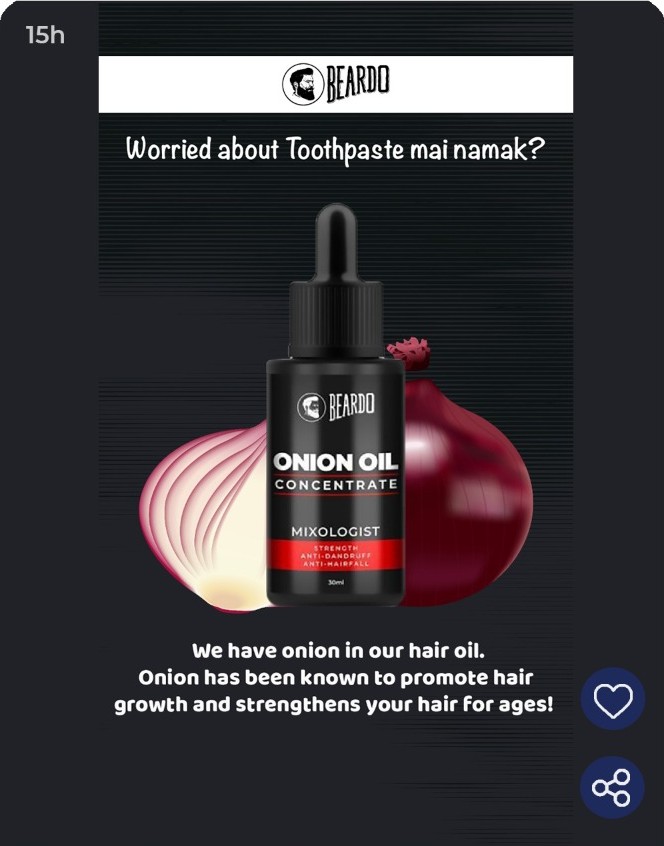 15h
BEARDO
Worried about Toothpaste mai namak?
BEARDO
ONION OIL
CONCENTRATE
MIXOLOGIST
STRENGTH
ANTI-DANDRUFF
ANTI-HAIRFALL
30ml
We have onion in our hair oil.
Onion has been known to promote hair
growth and strengthens your hair for ages!